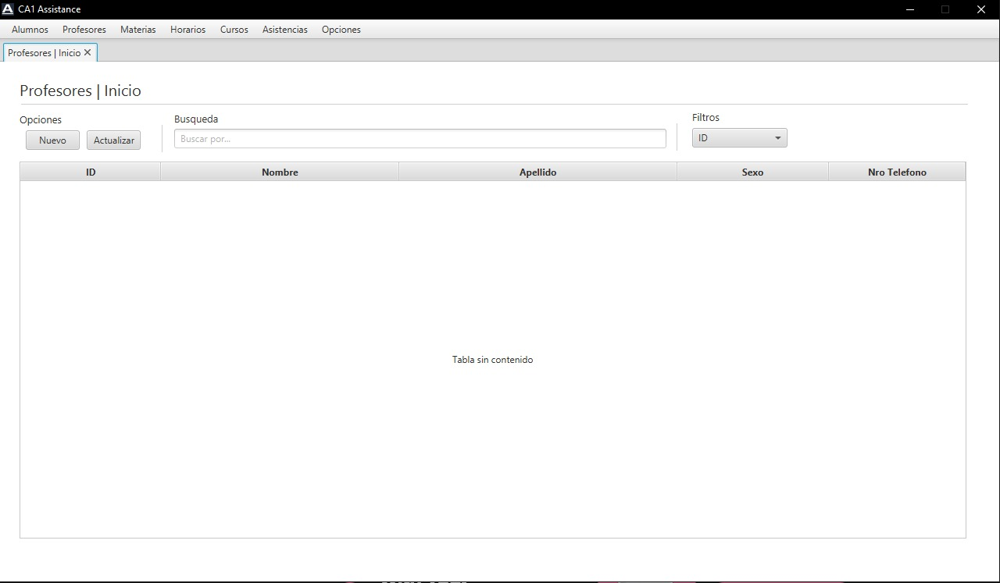 CA1 Assistance
Alumnos Profesores Materias Horarios Cursos Asistencias Opciones
Profesores | Inicio
Profesores | Inicio
Opciones
Busqueda
Filtros
Nuevo Actualizar
Buscar por...
ID
ID Nombre Apellido Sexo Nro Telefono
Tabla sin contenido